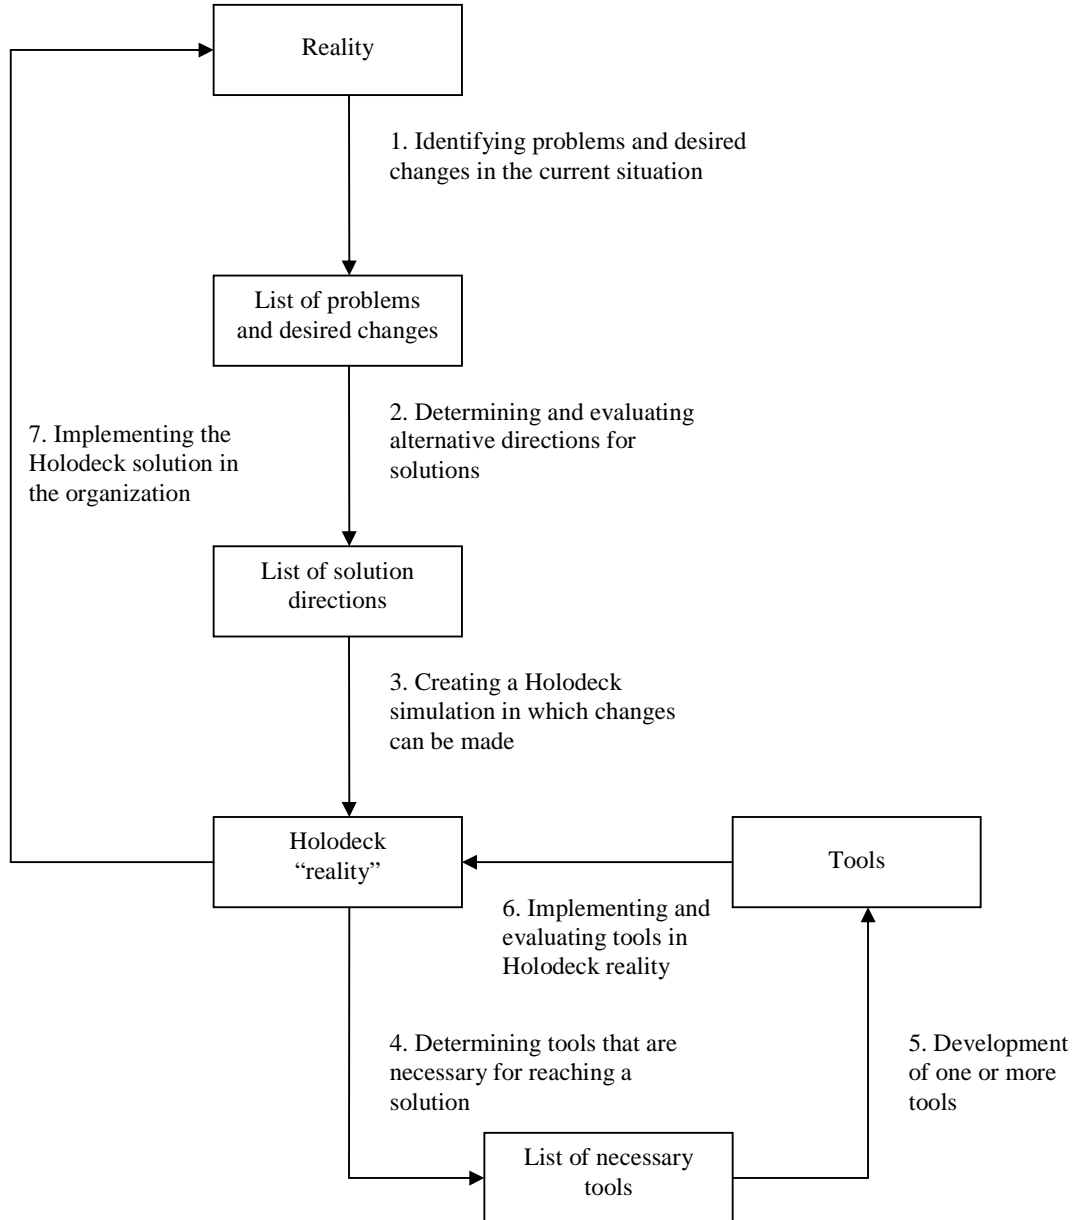 Reality
1. Identifying problems and desired
changes in the current situation
List of problems
and desired changes
2. Determining and evaluating
alternative directions for
solutions
7. Implementing the
Holodeck solution in
the organization
List of solution
directions
3. Creating a Holodeck
simulation in which changes
can be made
Holodeck
“reality”
Tools
6. Implementing and
evaluating tools in
Holodeck reality
4. Determining tools that are
necessary for reaching a
solution
5. Development
of one or more
tools
List of necessary
tools